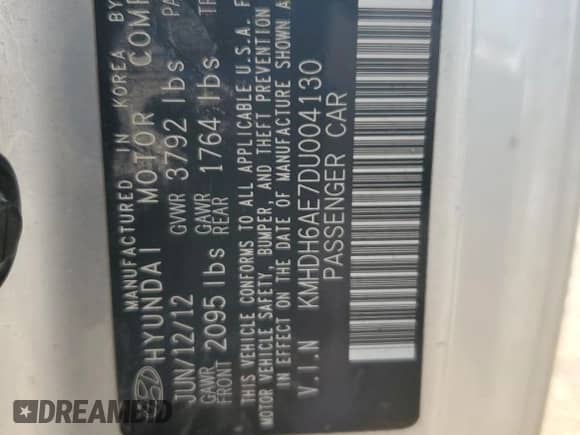 MANUFACTURED IN KOREA BY
HYUNDAI MOTOR COMP
JUN/12/12 GVWR 3792 lbs PA
GAWR FRONT 2095 lbs GAWR REAR 1764 lbs TR
THIS VEHICLE CONFORMS TO ALL APPLICABLE U.S.A. F
MOTOR VEHICLE SAFETY, BUMPER, AND THEFT PREVENTION
IN EFFECT ON THE DATE OF MANUFACTURE SHOWN A
V.I.N KMHDH6AE7DU004130
PASSENGER CAR
DREAMBID